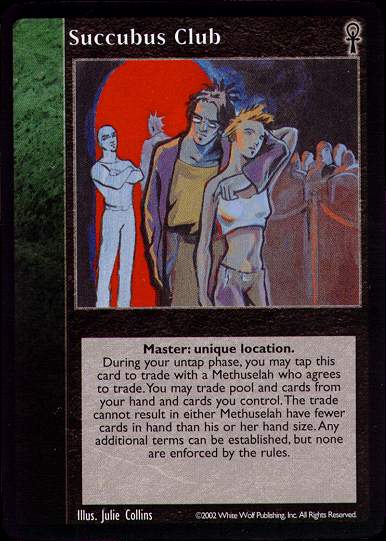 Succubus Club
Master: unique location.
During your untap phase, you may tap this
card to trade with a Methuselah who agrees
to trade. You may trade pool and cards from
your hand and cards you control. The trade
cannot result in either Methuselah have fewer
cards in hand than his or her hand size. Any
additional terms can be established, but none
are enforced by the rules.
Illus. Julie Collins ©2002 White Wolf Publishing, Inc. All Rights Reserved.